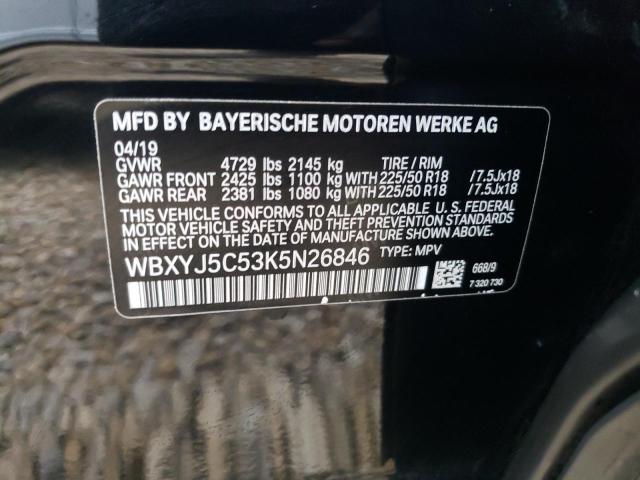 MFD BY BAYERISCHE MOTOREN WERKE AG
04/19
GVWR 4729 lbs 2145 kg TIRE / RIM
GAWR FRONT 2425 lbs 1100 kg WITH 225/50 R18 /7.5Jx18
GAWR REAR 2381 lbs 1080 kg WITH 225/50 R18 /7.5Jx18
THIS VEHICLE CONFORMS TO ALL APPLICABLE U. S. FEDERAL
MOTOR VEHICLE SAFETY AND THEFT PREVENTION STANDARDS
IN EFFECT ON THE DATE OF MANUFACTURE SHOWN ABOVE.
WBXYJ5C53K5N26846 TYPE: MPV
668/9
7 320 730